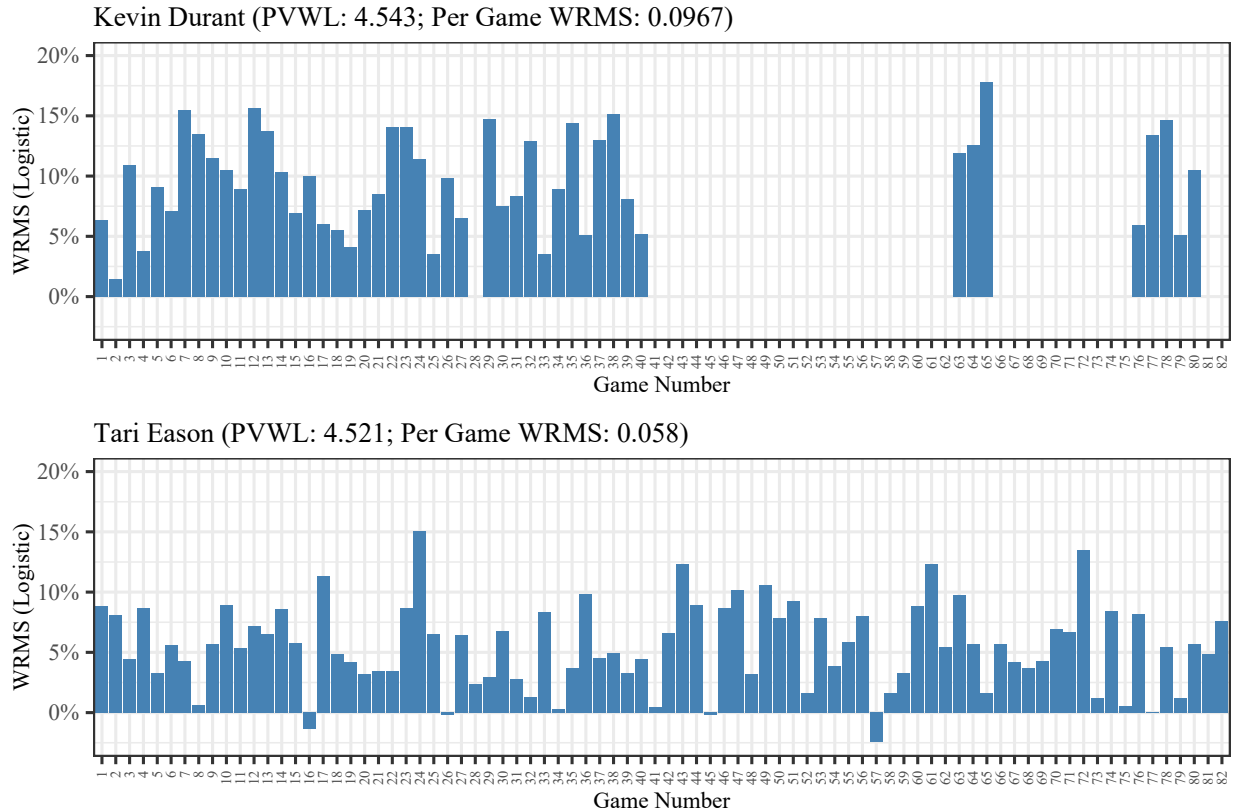 Kevin Durant (PVWL: 4.543; Per Game WRMS: 0.0967)
20%
15%
10%
5%
0%
WRMS (Logistic)
1 2 3 4 5 6 7 8 9 10 11 12 13 14 15 16 17 18 19 20 21 22 23 24 25 26 27 28 29 30 31 32 33 34 35 36 37 38 39 40 41 42 43 44 45 46 47 48 49 50 51 52 53 54 55 56 57 58 59 60 61 62 63 64 65 66 67 68 69 70 71 72 73 74 75 76 77 78 79 80 81 82
Game Number
Tari Eason (PVWL: 4.521; Per Game WRMS: 0.058)
20%
15%
10%
5%
0%
WRMS (Logistic)
1 2 3 4 5 6 7 8 9 10 11 12 13 14 15 16 17 18 19 20 21 22 23 24 25 26 27 28 29 30 31 32 33 34 35 36 37 38 39 40 41 42 43 44 45 46 47 48 49 50 51 52 53 54 55 56 57 58 59 60 61 62 63 64 65 66 67 68 69 70 71 72 73 74 75 76 77 78 79 80 81 82
Game Number